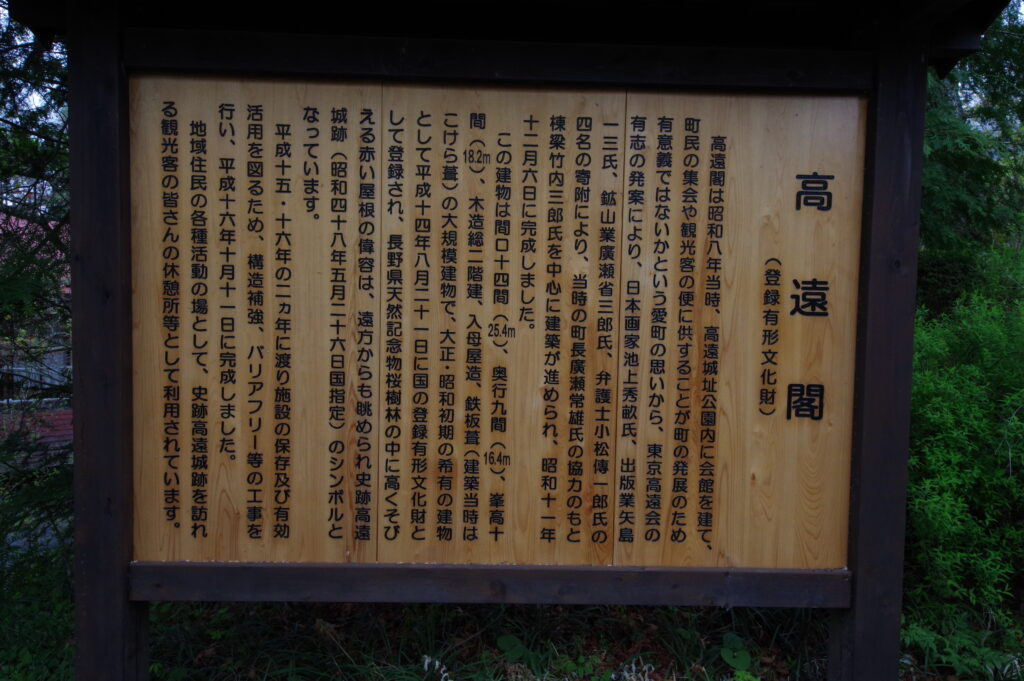 高遠閣
（登録有形文化財）
高遠閣は昭和八年当時、高遠城址公園内に会館を建て、
町民の集会や観光客の便に供することが町の発展のため
有意義ではないかという愛町の思いから、東京高遠会の
有志の発案により、日本画家池上秀畝氏、出版業矢島
一三氏、鉱山業廣瀬省三郎氏、弁護士小松傳一郎氏の
四名の寄附により、当時の町長廣瀬常雄氏の協力のもと
棟梁竹内三郎氏を中心に建築が進められ、昭和十一年
十二月六日に完成しました。
この建物は間口十四間（25.4m）、奥行九間（16.4m）、峯高十
間（18.2m）、木造総二階建、入母屋造、鉄板葺（建築当時は
こけら葺）の大規模建物で、大正・昭和初期の希有の建物
として平成十四年八月二十一日に国の登録有形文化財と
して登録され、長野県天然記念物桜樹林の中に高くそび
える赤い屋根の偉容は、遠方からも眺められ史跡高遠
城跡（昭和四十八年五月二十六日国指定）のシンボルと
なっています。
平成十五・十六年の二ヵ年に渡り施設の保存及び有効
活用を図るため、構造補強、バリアフリー等の工事を
行い、平成十六年十月十一日に完成しました。
地域住民の各種活動の場として、史跡高遠城跡を訪れ
る観光客の皆さんの休憩所等として利用されています。